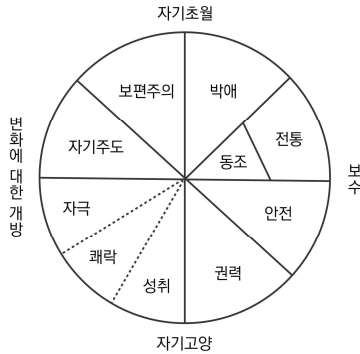 자기초월
보편주의
박애
자기주도
전통
동조
변화에 대한 개방
보수
자극
안전
쾌락
성취
권력
자기고양